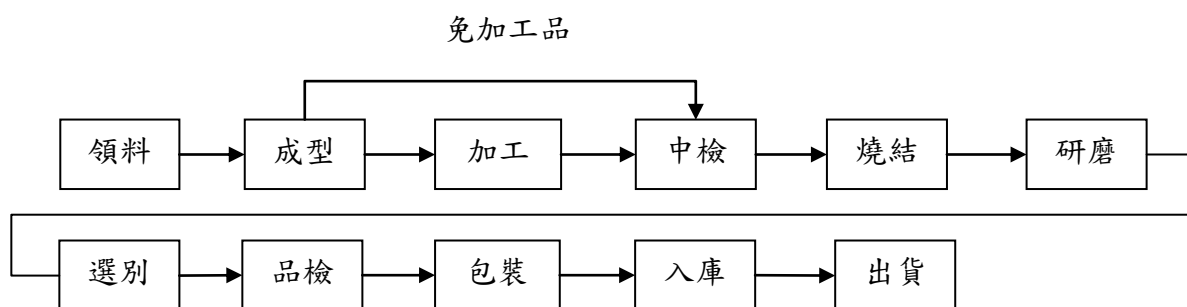 免加工品
領料 成型 加工 中檢 燒結 研磨
選別 品檢 包裝 入庫 出貨